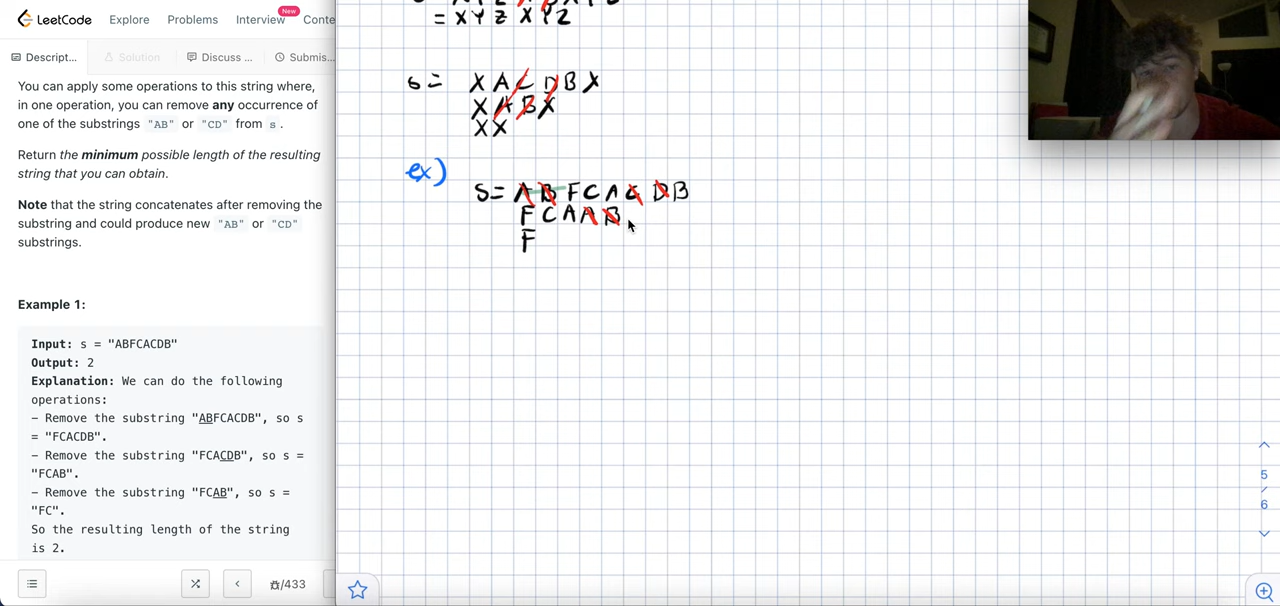 LeetCode
Explore
Problems
Interview
New
Conte
Descript...
Solution
Discuss ...
Submis...
You can apply some operations to this string where,
in one operation, you can remove any occurrence of
one of the substrings "AB" or "CD" from s .
Return the minimum possible length of the resulting
string that you can obtain.
Note that the string concatenates after removing the
substring and could produce new "AB" or "CD"
substrings.
Example 1:
Input: s = "ABFCACDB"
Output: 2
Explanation: We can do the following
operations:
- Remove the substring "ABFCACDB", so s
= "FCACDB".
- Remove the substring "FCACDB", so s =
"FCAB".
- Remove the substring "FCAB", so s =
"FC".
So the resulting length of the string
is 2.
/433
= X Y Z X Y Z
S = X A C D B X
X A B X
X X
ex)
S= A B F C A C D B
F C A A B
F
5
/
6